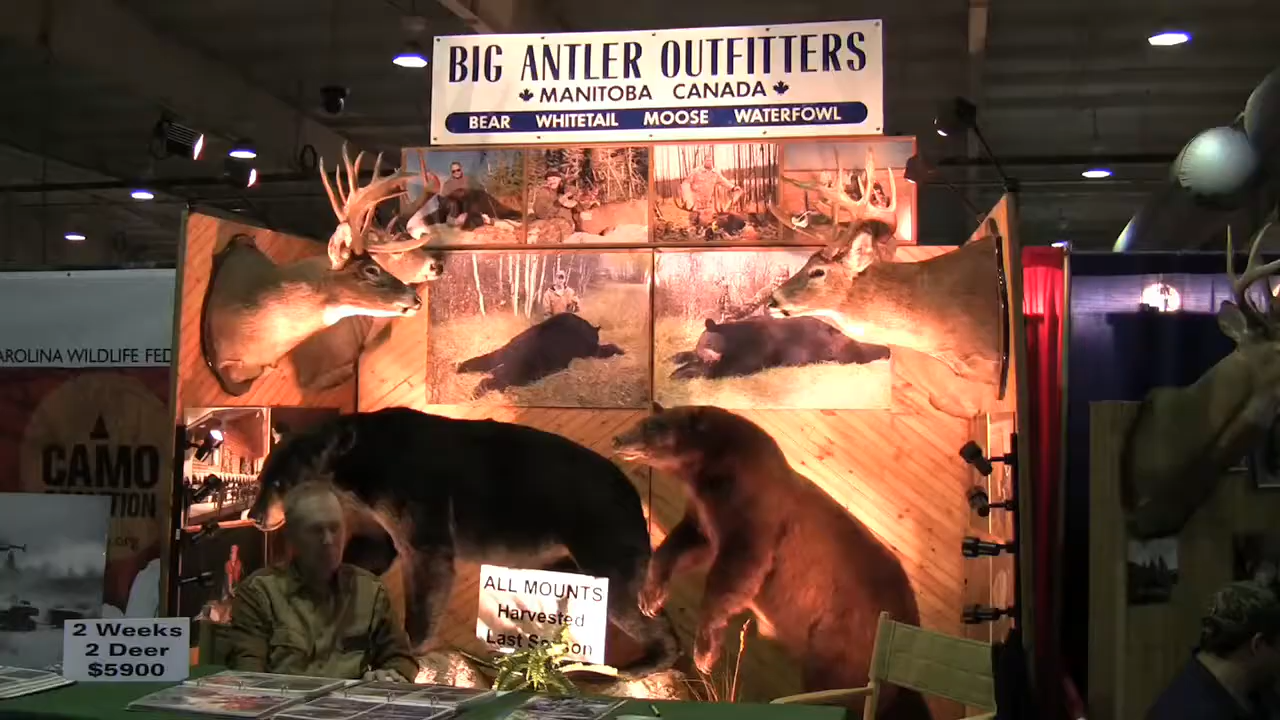 BIG ANTLER OUTFITTERS
MANITOBA CANADA
BEAR WHITETAIL MOOSE WATERFOWL
AROLINA WILDLIFE FED
CAMO
ALL MOUNTS
Harvested
Last Season
2 Weeks
2 Deer
$5900